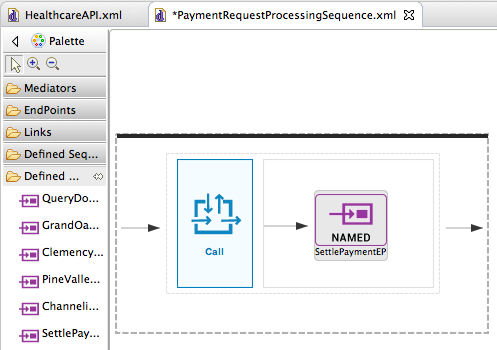 HealthcareAPI.xml
*PaymentRequestProcessingSequence.xml
Palette
Mediators
EndPoints
Links
Defined Seq...
Defined ...
QueryDo...
GrandOa...
Clemency...
PineValle...
Channeli...
SettlePay...
Call
NAMED
SettlePaymentEP